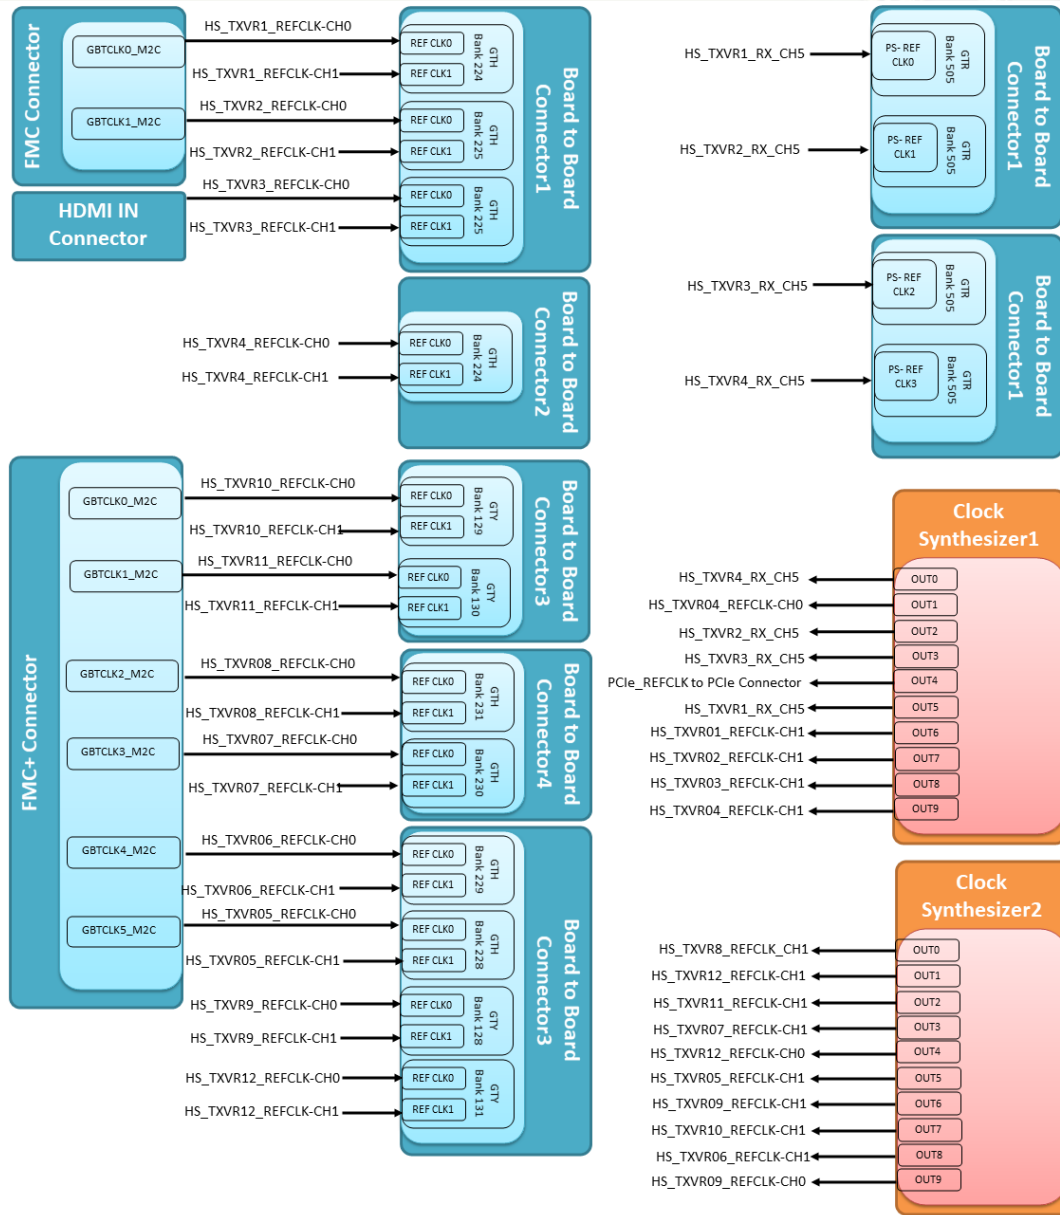 FMC Connector
GBTCLK0_M2C
GBTCLK1_M2C
HS_TXVR1_REFCLK-CH0
HS_TXVR1_REFCLK-CH1
HS_TXVR2_REFCLK-CH0
HS_TXVR2_REFCLK-CH1
HS_TXVR3_REFCLK-CH0
HS_TXVR3_REFCLK-CH1
HDMI IN
Connector
REF CLK0
REF CLK1
GTH
Bank 224
REF CLK0
REF CLK1
GTH
Bank 225
REF CLK0
REF CLK1
GTH
Bank 225
Board to Board
Connector1
HS_TXVR4_REFCLK-CH0
HS_TXVR4_REFCLK-CH1
REF CLK0
REF CLK1
GTH
Bank 224
Board to Board
Connector2
FMC+ Connector
GBTCLK0_M2C
GBTCLK1_M2C
GBTCLK2_M2C
GBTCLK3_M2C
GBTCLK4_M2C
GBTCLK5_M2C
HS_TXVR10_REFCLK-CH0
HS_TXVR10_REFCLK-CH1
HS_TXVR11_REFCLK-CH0
HS_TXVR11_REFCLK-CH1
REF CLK0
REF CLK1
GTY
Bank 129
REF CLK0
REF CLK1
GTY
Bank 130
Board to Board
Connector3
HS_TXVR08_REFCLK-CH0
HS_TXVR08_REFCLK-CH1
HS_TXVR07_REFCLK-CH0
HS_TXVR07_REFCLK-CH1
REF CLK0
REF CLK1
GTH
Bank 231
REF CLK0
REF CLK1
GTH
Bank 230
Board to Board
Connector4
HS_TXVR06_REFCLK-CH0
HS_TXVR06_REFCLK-CH1
HS_TXVR05_REFCLK-CH0
HS_TXVR05_REFCLK-CH1
HS_TXVR9_REFCLK-CH0
HS_TXVR9_REFCLK-CH1
HS_TXVR12_REFCLK-CH0
HS_TXVR12_REFCLK-CH1
REF CLK0
REF CLK1
GTH
Bank 229
REF CLK0
REF CLK1
GTH
Bank 228
REF CLK0
REF CLK1
GTY
Bank 128
REF CLK0
REF CLK1
GTY
Bank 131
Board to Board
Connector3
HS_TXVR1_RX_CH5
HS_TXVR2_RX_CH5
PS- REF
CLK0
GTR
Bank 505
PS- REF
CLK1
GTR
Bank 505
Board to Board
Connector1
HS_TXVR3_RX_CH5
HS_TXVR4_RX_CH5
PS- REF
CLK2
GTR
Bank 505
PS- REF
CLK3
GTR
Bank 505
Board to Board
Connector1
Clock
Synthesizer1
HS_TXVR4_RX_CH5 OUT0
HS_TXVR04_REFCLK-CH0 OUT1
HS_TXVR2_RX_CH5 OUT2
HS_TXVR3_RX_CH5 OUT3
PCIe_REFCLK to PCIe Connector OUT4
HS_TXVR1_RX_CH5 OUT5
HS_TXVR01_REFCLK-CH1 OUT6
HS_TXVR02_REFCLK-CH1 OUT7
HS_TXVR03_REFCLK-CH1 OUT8
HS_TXVR04_REFCLK-CH1 OUT9
Clock
Synthesizer2
HS_TXVR8_REFCLK_CH1 OUT0
HS_TXVR12_REFCLK-CH1 OUT1
HS_TXVR11_REFCLK-CH1 OUT2
HS_TXVR07_REFCLK-CH1 OUT3
HS_TXVR12_REFCLK-CH0 OUT4
HS_TXVR05_REFCLK-CH1 OUT5
HS_TXVR09_REFCLK-CH1 OUT6
HS_TXVR10_REFCLK-CH1 OUT7
HS_TXVR06_REFCLK-CH1 OUT8
HS_TXVR09_REFCLK-CH0 OUT9